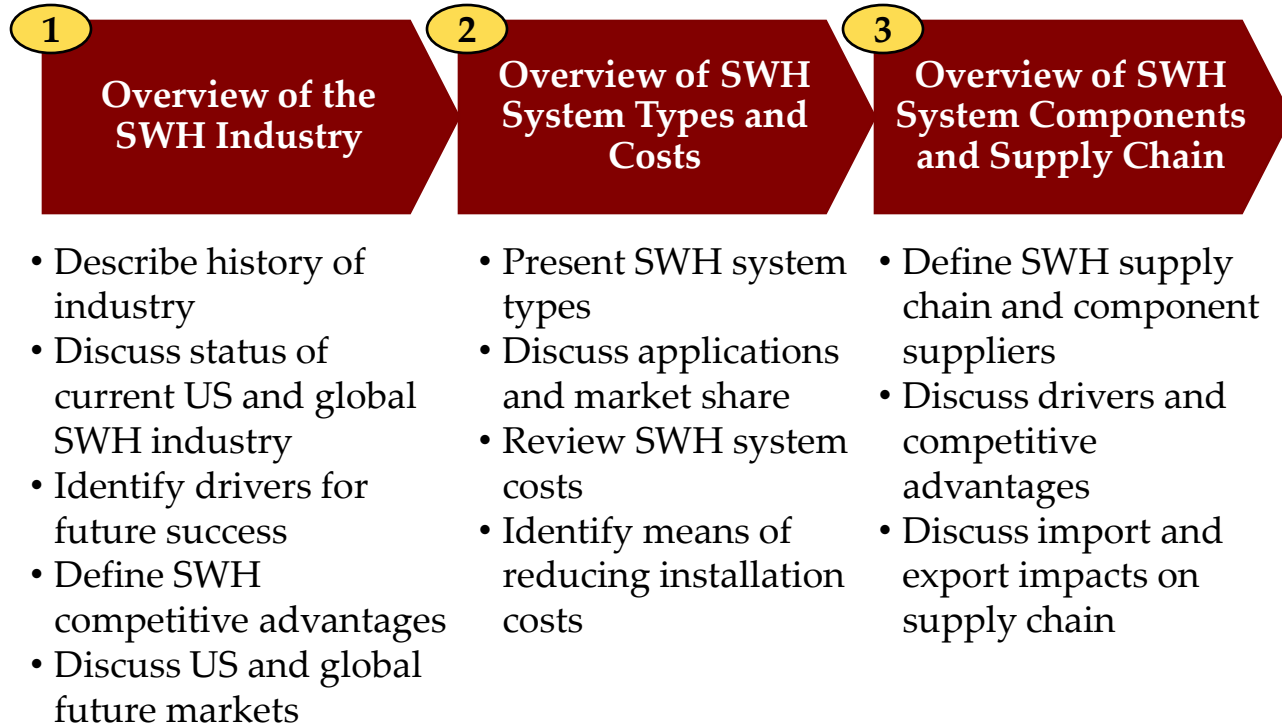 1
Overview of the
SWH Industry
• Describe history of
industry
• Discuss status of
current US and global
SWH industry
• Identify drivers for
future success
• Define SWH
competitive advantages
• Discuss US and global
future markets
2
Overview of SWH
System Types and
Costs
• Present SWH system
types
• Discuss applications
and market share
• Review SWH system
costs
• Identify means of
reducing installation
costs
3
Overview of SWH
System Components
and Supply Chain
• Define SWH supply
chain and component
suppliers
• Discuss drivers and
competitive
advantages
• Discuss import and
export impacts on
supply chain